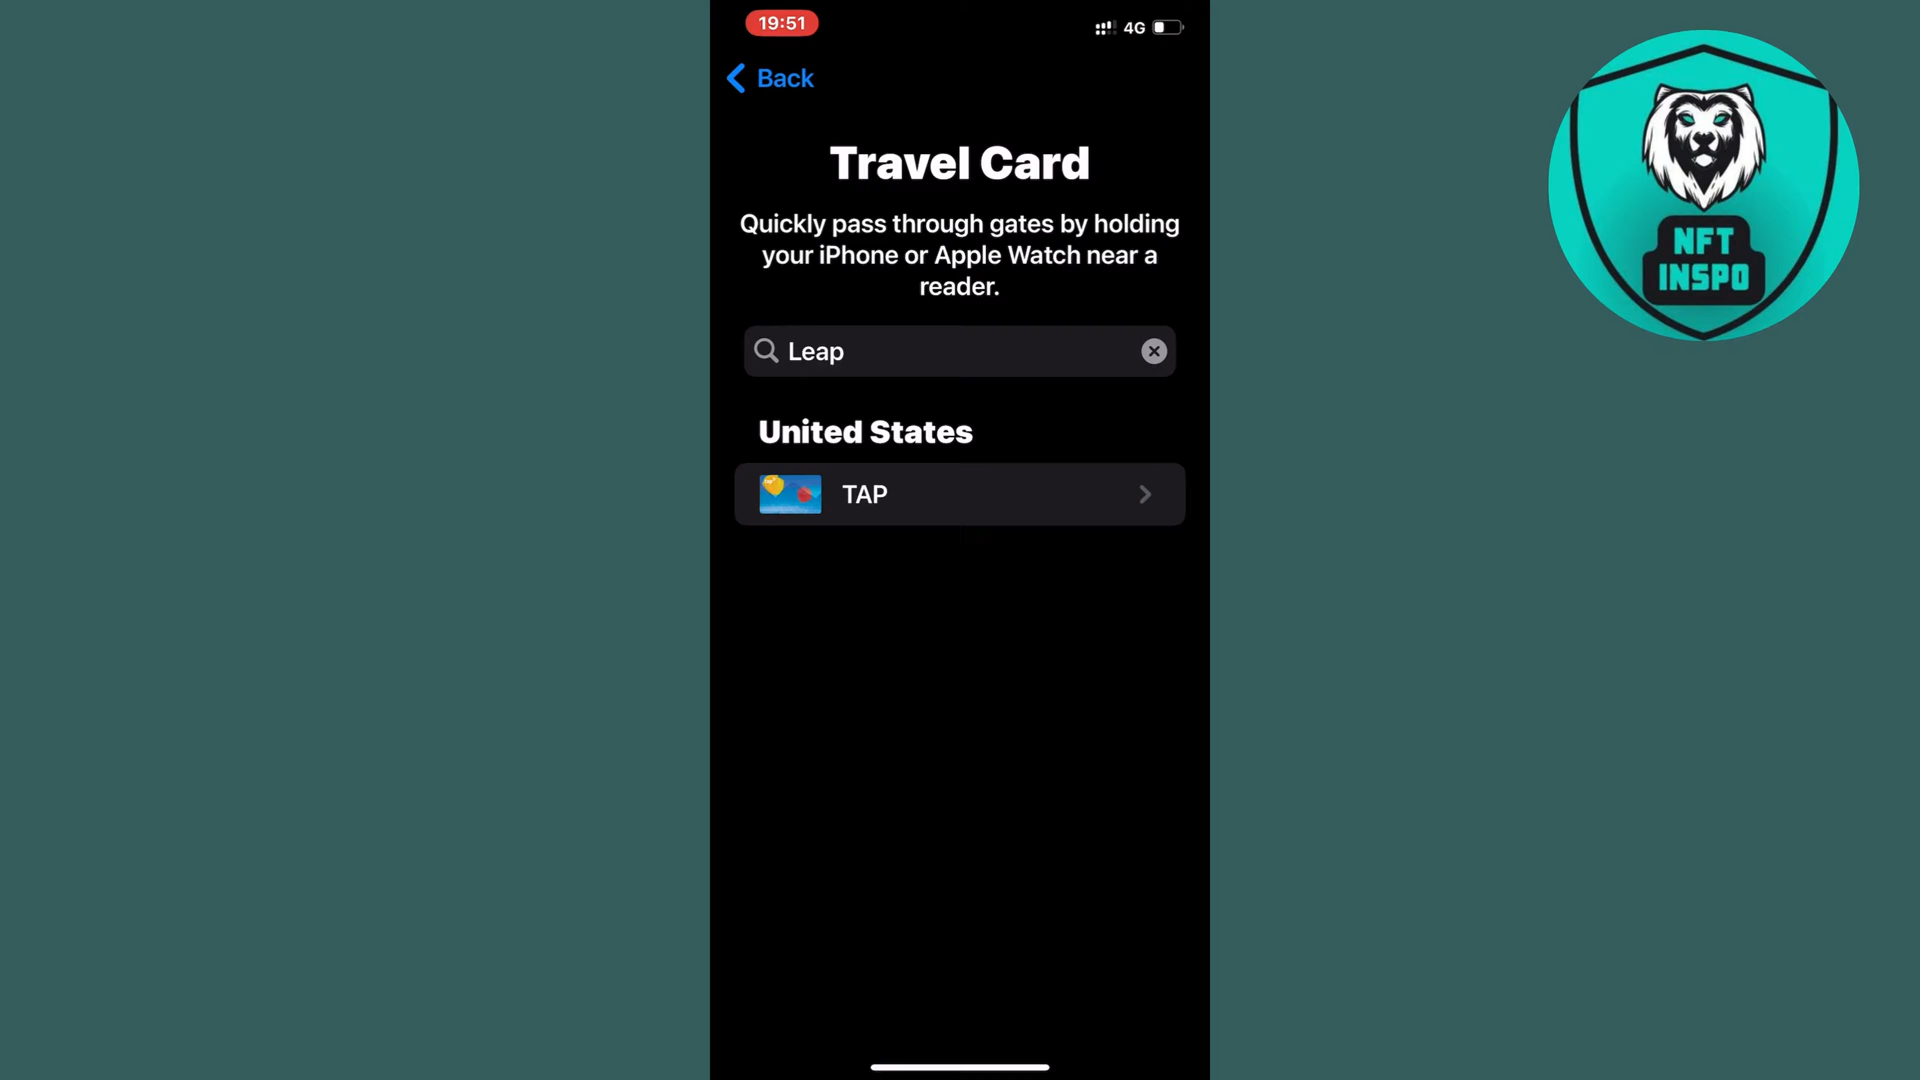 19:51
4G
Back
Travel Card
Quickly pass through gates by holding
your iPhone or Apple Watch near a
reader.
Leap
United States
TAP
NFT
INSPO